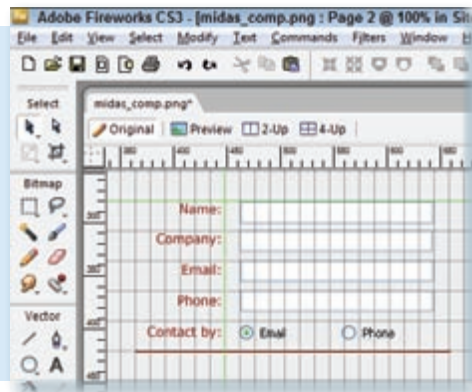 Adobe Fireworks CS3 - [midas_comp.png : Page 2 @ 100% in Si
File Edit View Select Modify Text Commands Filters Window
Select
midas_comp.png*
Original Preview 2-Up 4-Up
Bitmap
Name:
Company:
Email:
Phone:
Vector
Contact by: Email Phone